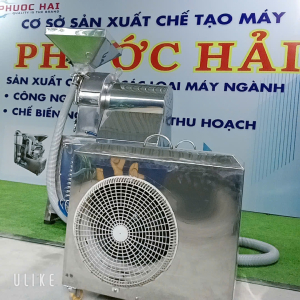 PHUOC HAI
CƠ SỞ SẢN XUẤT CHẾ TẠO MÁY
PHƯỚC HẢI
SẢN XUẤT C LOẠI MÁY NGÀNH
• CÔNG NG
• CHẾ BIẾN THU HOẠCH
ULIKE